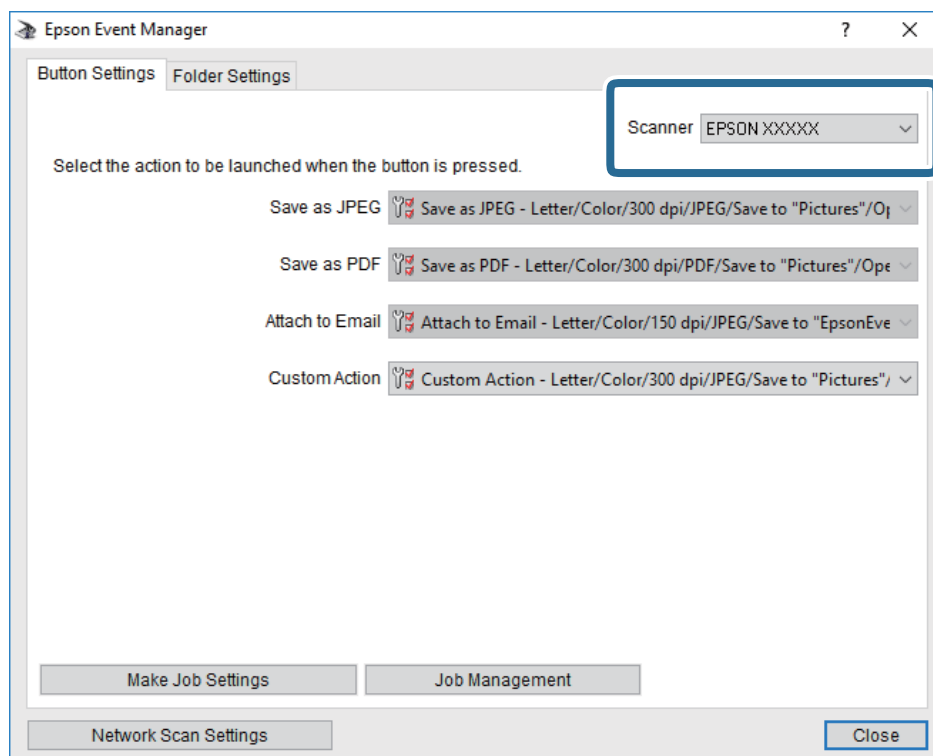 Epson Event Manager
Button Settings Folder Settings
Scanner EPSON XXXXX
Select the action to be launched when the button is pressed.
Save as JPEG Save as JPEG - Letter/Color/300 dpi/JPEG/Save to "Pictures"/Op
Save as PDF Save as PDF - Letter/Color/300 dpi/PDF/Save to "Pictures"/Ope
Attach to Email Attach to Email - Letter/Color/150 dpi/JPEG/Save to "EpsonEve
Custom Action Custom Action - Letter/Color/300 dpi/JPEG/Save to "Pictures"/
Make Job Settings Job Management
Network Scan Settings Close